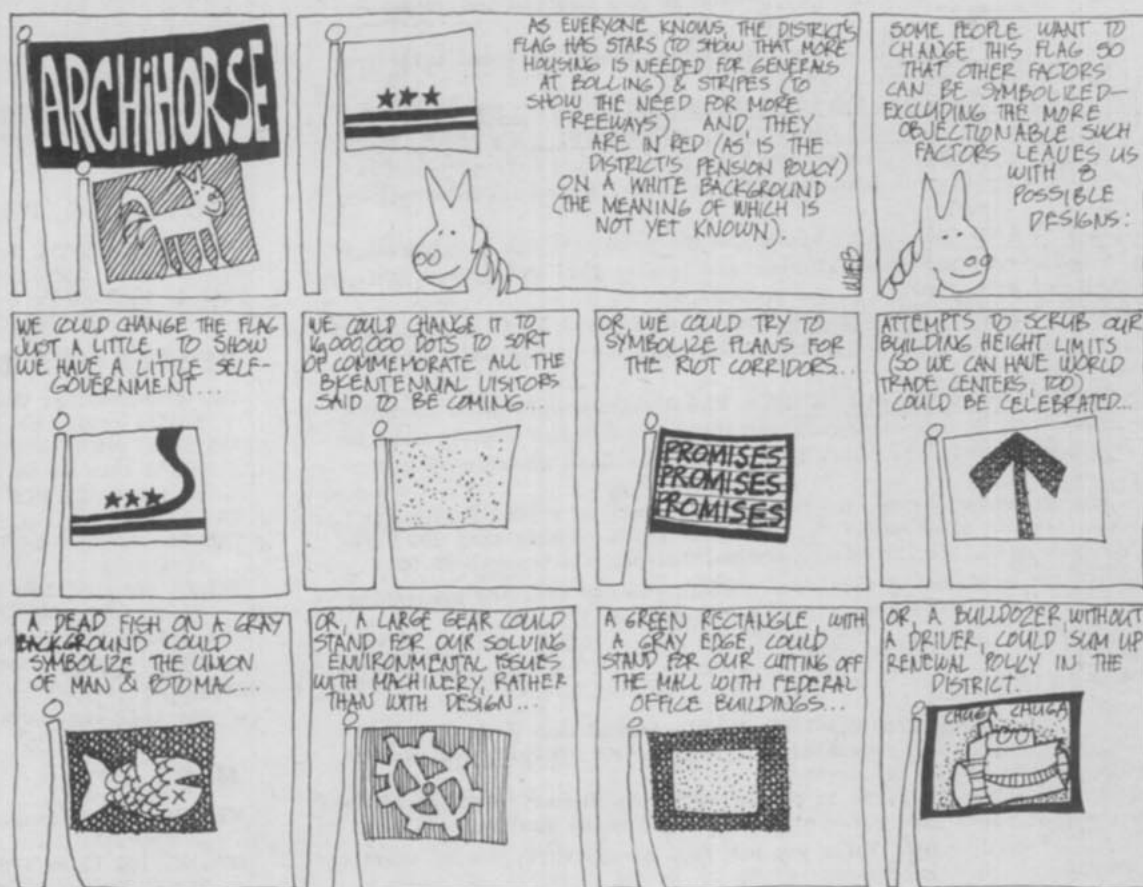 ARCHiHORSE
AS EVERYONE KNOWS, THE DISTRICT'S
FLAG HAS STARS (TO SHOW THAT MORE
HOUSING IS NEEDED FOR GENERALS
AT BOLLING) & STRIPES (TO
SHOW THE NEED FOR MORE
FREEWAYS) AND, THEY
ARE IN RED (AS IS THE
DISTRICT'S PENSION POLICY)
ON A WHITE BACKGROUND
(THE MEANING OF WHICH IS
NOT YET KNOWN).
SOME PEOPLE WANT TO
CHANGE THIS FLAG SO
THAT OTHER FACTORS
CAN BE SYMBOLIZED—
EXCLUDING THE MORE
OBJECTIONABLE SUCH
FACTORS LEAVES US
WITH 8
POSSIBLE
DESIGNS:
WE COULD CHANGE THE FLAG
JUST A LITTLE, TO SHOW
WE HAVE A LITTLE SELF-
GOVERNMENT...
WE COULD CHANGE IT TO
16,000,000 DOTS TO SORT
OF COMMEMORATE ALL THE
BICENTENNIAL VISITORS
SAID TO BE COMING...
OR, WE COULD TRY TO
SYMBOLIZE PLANS FOR
THE RIOT CORRIDORS...
PROMISES
PROMISES
PROMISES
ATTEMPTS TO SCRUB OUR
BUILDING HEIGHT LIMITS
(SO WE CAN HAVE WORLD
TRADE CENTERS, TOO)
COULD BE CELEBRATED...
A DEAD FISH ON A GRAY
BACKGROUND COULD
SYMBOLIZE THE UNION
OF MAN & POTOMAC...
OR, A LARGE GEAR COULD
STAND FOR OUR SOLVING
ENVIRONMENTAL ISSUES
WITH MACHINERY, RATHER
THAN WITH DESIGN...
A GREEN RECTANGLE, WITH
A GRAY EDGE, COULD
STAND FOR OUR CUTTING OFF
THE MALL WITH FEDERAL
OFFICE BUILDINGS...
OR, A BULLDOZER WITHOUT
A DRIVER, COULD SUM UP
RENEWAL POLICY IN THE
DISTRICT.
CHUGA CHUGA